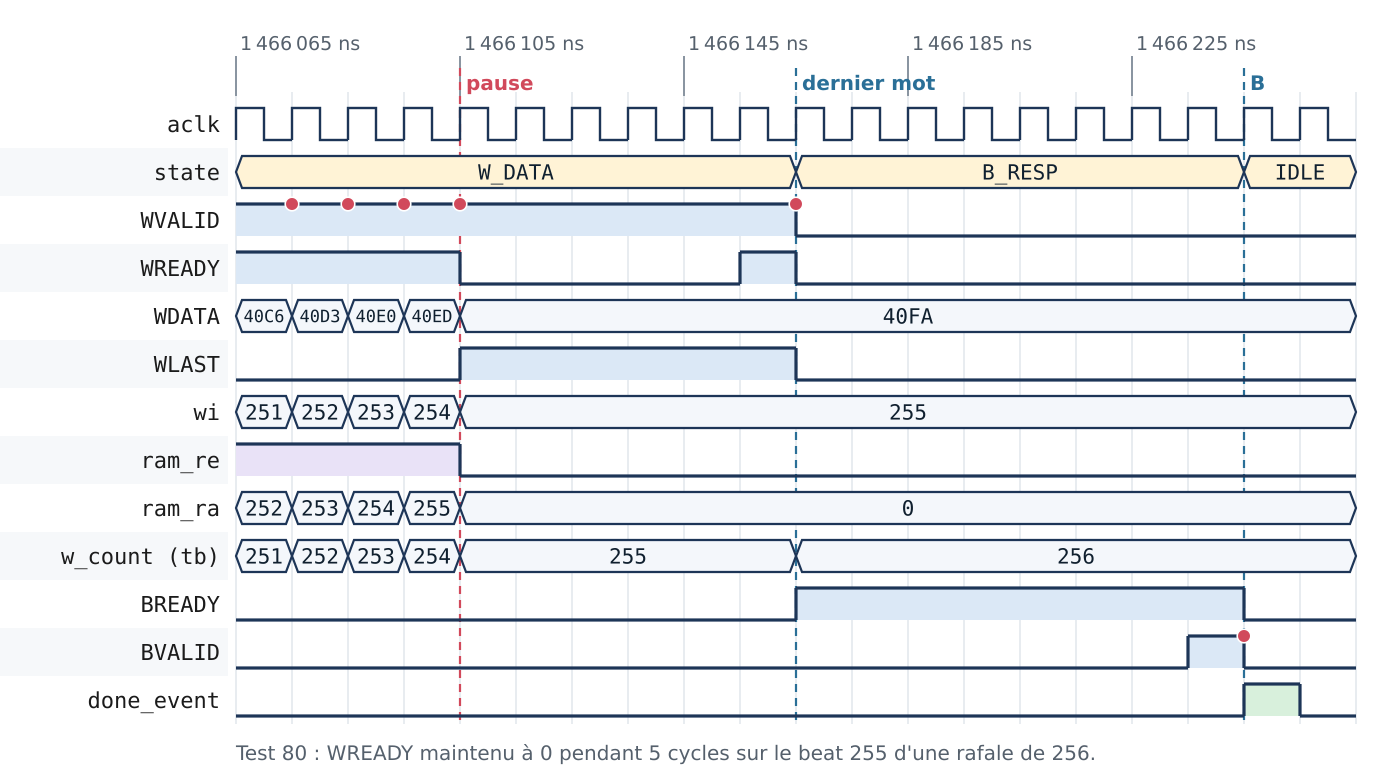 1 466 065 ns 1 466 105 ns 1 466 145 ns 1 466 185 ns 1 466 225 ns
pause dernier mot B
aclk
state W_DATA B_RESP IDLE
WVALID
WREADY
WDATA 40C6 40D3 40E0 40ED 40FA
WLAST
wi 251 252 253 254 255
ram_re
ram_ra 252 253 254 255 0
w_count (tb) 251 252 253 254 255 256
BREADY
BVALID
done_event
Test 80 : WREADY maintenu à 0 pendant 5 cycles sur le beat 255 d'une rafale de 256.